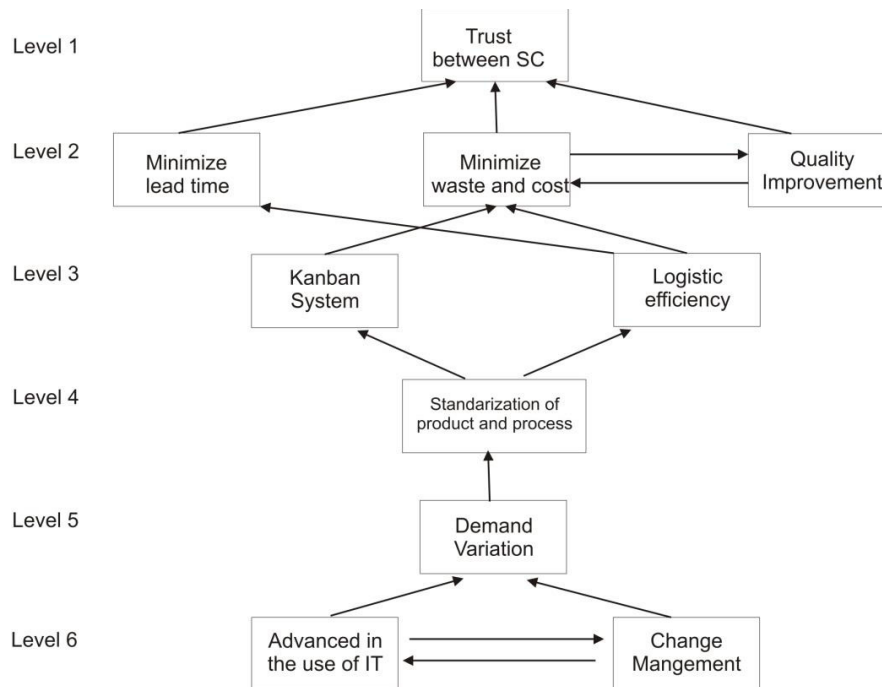 Level 1
Trust
between SC
Level 2
Minimize
lead time
Minimize
waste and cost
Quality
Improvement
Level 3
Kanban
System
Logistic
efficiency
Level 4
Standarization of
product and process
Level 5
Demand
Variation
Level 6
Advanced in
the use of IT
Change
Mangement